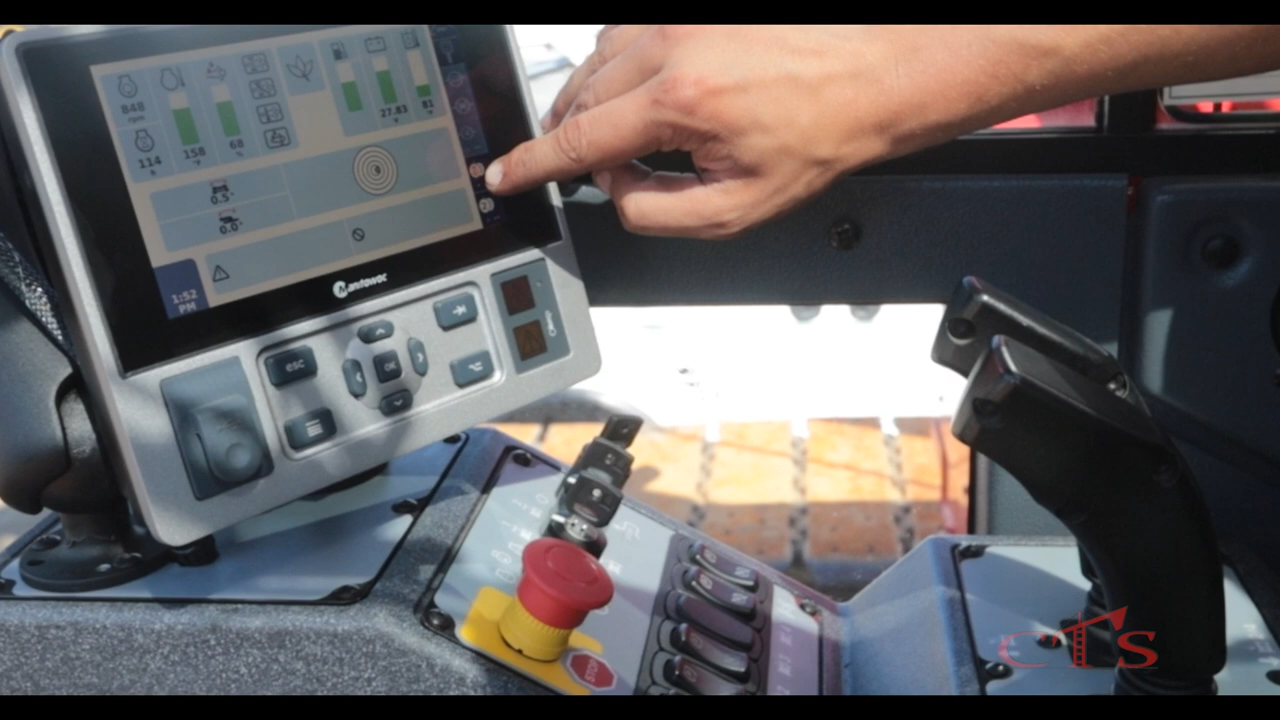 848
rpm
114
h
158
°F
68
%
27.83
81
0.5°
0.0°
1:52
PM
Manitowoc
esc
OK
STOP
CTS